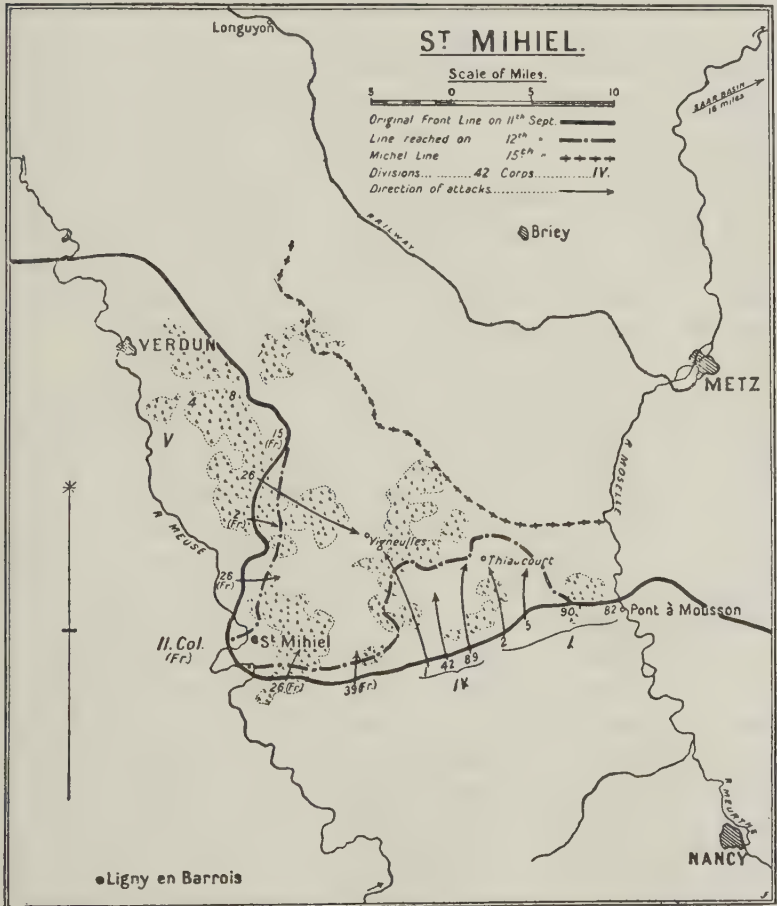 ST MIHIEL.
Longuyon
Scale of Miles.
5 0 5 10
Original Front Line on 11th Sept.
Line reached on 12th "
Michel Line 15th "
Divisions.... ......42 Corps..............IV.
Direction of attacks..............
SAAR BASIN
16 miles
RAILWAY
Briey
VERDUN
METZ
4 8
V
15
(Fr)
26
2
(Fr)
R MEUSE
R MOSELLE
Vigneulles
Thiaucourt
26
(Fr)
II. Col.
(Fr)
St Mihiel
26 (Fr)
39 (Fr)
1 42 89
IV
2 5 90 82
I
Pont à Mousson
R MEURTHE
NANCY
Ligny en Barrois